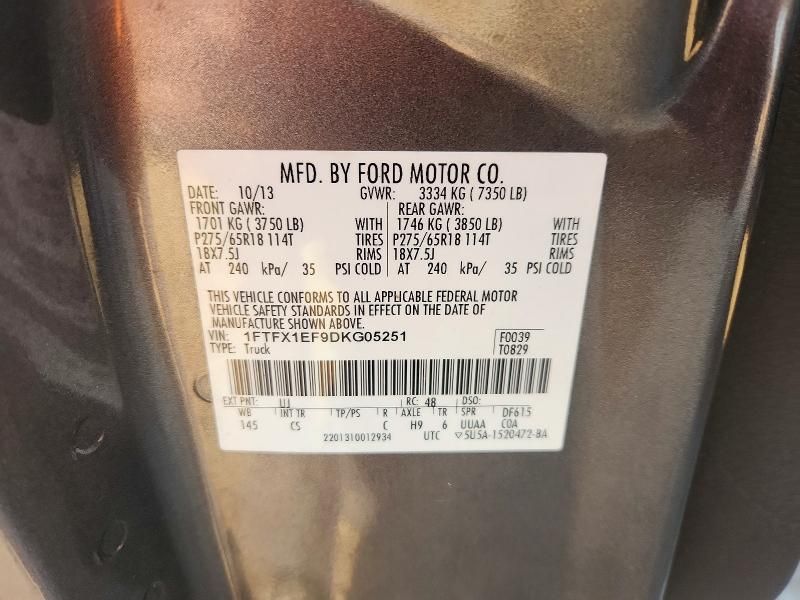 MFD. BY FORD MOTOR CO.
DATE: 10/13 GVWR: 3334 KG ( 7350 LB)
FRONT GAWR: REAR GAWR:
1701 KG ( 3750 LB) WITH 1746 KG ( 3850 LB) WITH
P275/65R18 114T TIRES P275/65R18 114T TIRES
18X7.5J RIMS 18X7.5J RIMS
AT 240 kPa/ 35 PSI COLD AT 240 kPa/ 35 PSI COLD
THIS VEHICLE CONFORMS TO ALL APPLICABLE FEDERAL MOTOR
VEHICLE SAFETY STANDARDS IN EFFECT ON THE DATE OF
MANUFACTURE SHOWN ABOVE.
VIN: 1FTFX1EF9DKG05251 F0039
TYPE: Truck T0829
EXT PNT: UJ RC: 48 DSO:
WB INT TR TP/PS R AXLE TR SPR DF615
145 CS C H9 6 UUAA COA
2201310012934 UTC ▽5U5A-1520472-BA